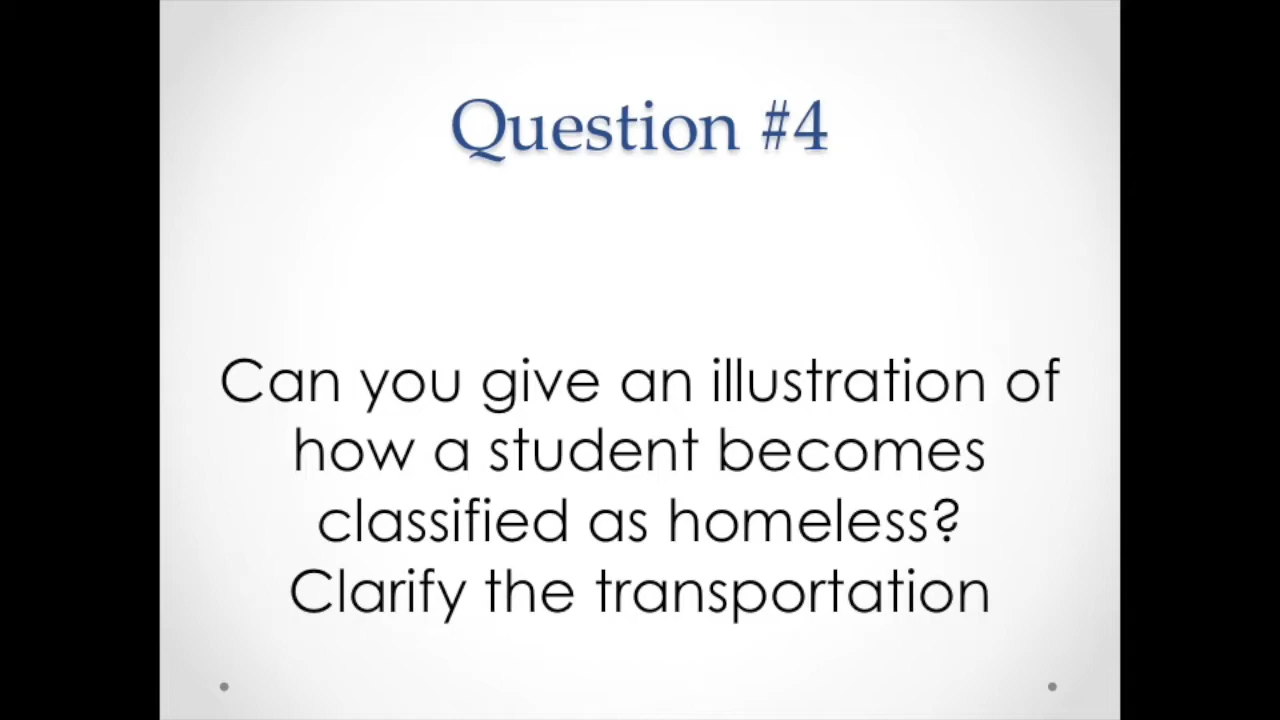 Question #4
Can you give an illustration of
how a student becomes
classified as homeless?
Clarify the transportation